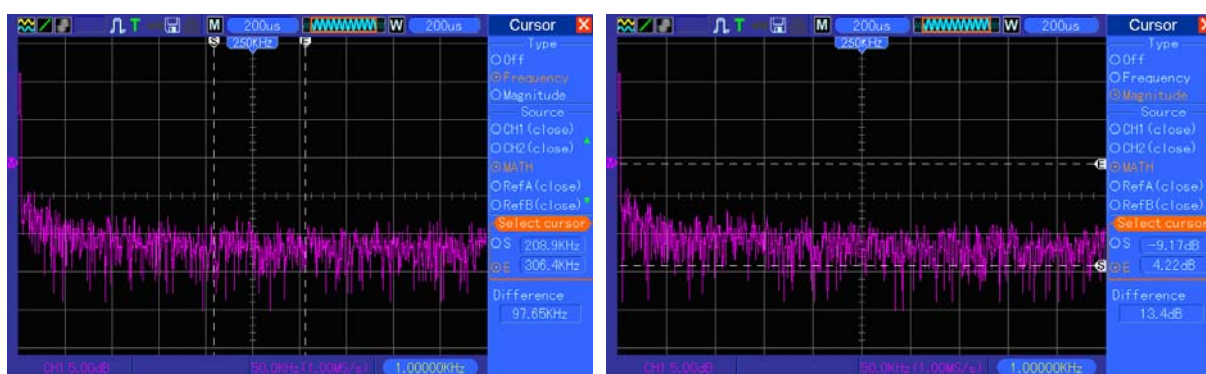 T M 200us W 200us Cursor X
S 250KHz E
Type
Off
Frequency
Magnitude
Source
CH1(close)
CH2(close)
M
MATH
RefA(close)
RefB(close)
Select cursor
S 208.9KHz
E 306.4KHz
Difference
97.65KHz
CH1 5.00dB 50.0KHz (1.00MS/s) 1.00000KHz
T M 200us W 200us Cursor X
250KHz
Type
Off
Frequency
Magnitude
Source
CH1(close)
CH2(close)
M E
MATH
RefA(close)
RefB(close)
Select cursor
S -9.17dB
S
E 4.22dB
Difference
13.4dB
CH1 5.00dB 50.0KHz (1.00MS/s) 1.00000KHz